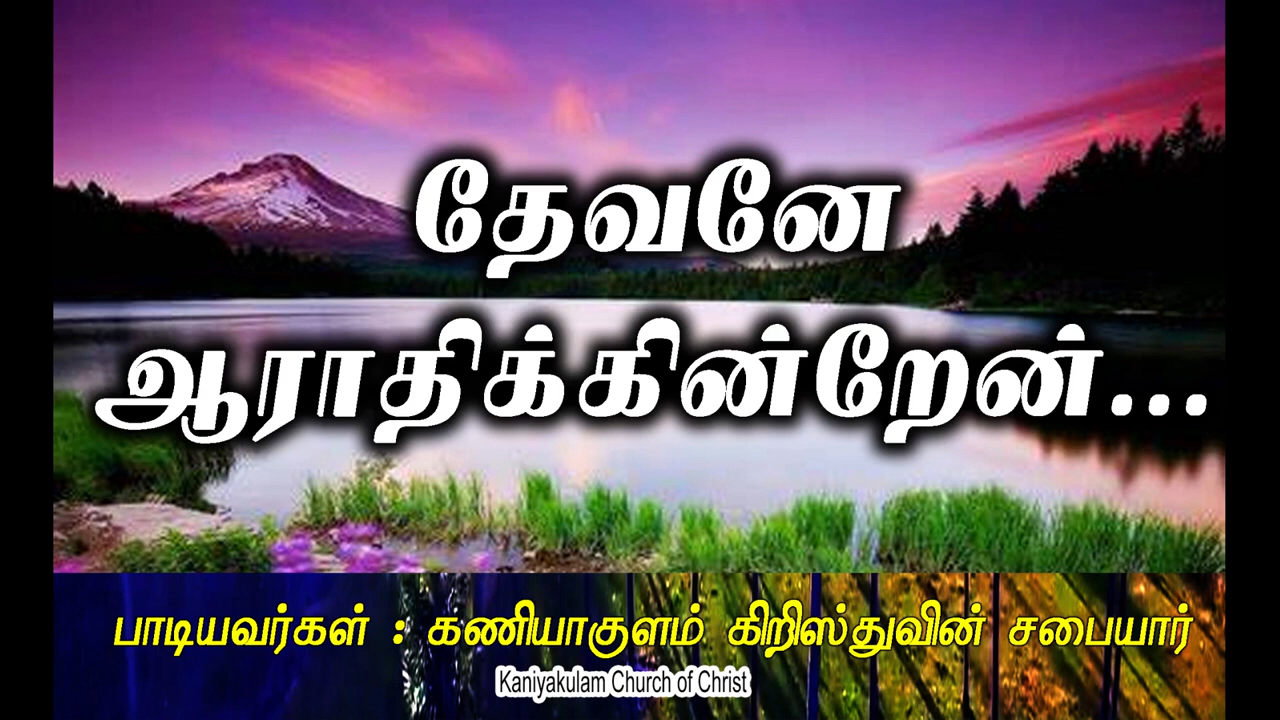 தேவனே
ஆராதிக்கின்றேன்...
பாடியவர்கள் : கணியாகுளம் கிறிஸ்துவின் சபையார்
Kaniyakulam Church of Christ